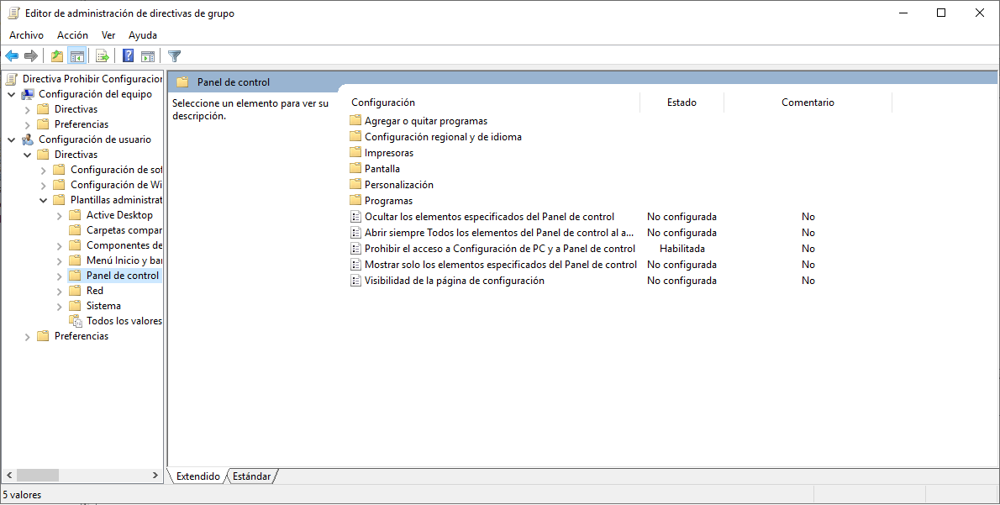 Editor de administración de directivas de grupo
Archivo Acción Ver Ayuda
Directiva Prohibir Configuracior
Configuración del equipo
Directivas
Preferencias
Configuración de usuario
Directivas
Configuración de sof
Configuración de Wi
Plantillas administrat
Active Desktop
Carpetas compar
Componentes de
Menú Inicio y bar
Panel de control
Red
Sistema
Todos los valores
Preferencias
Panel de control
Seleccione un elemento para ver su
descripción.
Configuración Estado Comentario
Agregar o quitar programas
Configuración regional y de idioma
Impresoras
Pantalla
Personalización
Programas
Ocultar los elementos especificados del Panel de control No configurada No
Abrir siempre Todos los elementos del Panel de control al a... No configurada No
Prohibir el acceso a Configuración de PC y a Panel de control Habilitada No
Mostrar solo los elementos especificados del Panel de control No configurada No
Visibilidad de la página de configuración No configurada No
Extendido Estándar
5 valores